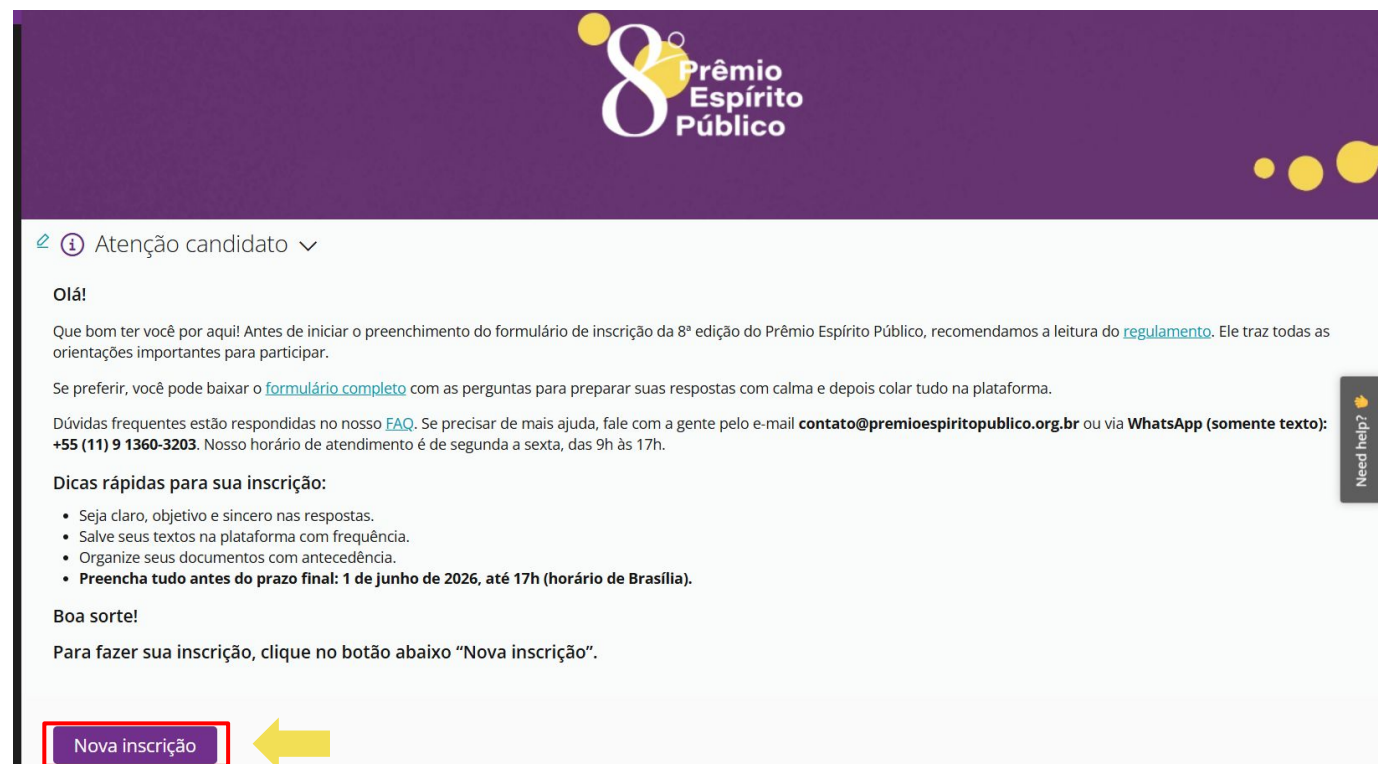 8º
Prêmio
Espírito
Público
Atenção candidato
Olá!
Que bom ter você por aqui! Antes de iniciar o preenchimento do formulário de inscrição da 8ª edição do Prêmio Espírito Público, recomendamos a leitura do regulamento. Ele traz todas as
orientações importantes para participar.
Se preferir, você pode baixar o formulário completo com as perguntas para preparar suas respostas com calma e depois colar tudo na plataforma.
Dúvidas frequentes estão respondidas no nosso FAQ. Se precisar de mais ajuda, fale com a gente pelo e-mail contato@premioespiritopublico.org.br ou via WhatsApp (somente texto):
+55 (11) 9 1360-3203. Nosso horário de atendimento é de segunda a sexta, das 9h às 17h.
Need help?
Dicas rápidas para sua inscrição:
• Seja claro, objetivo e sincero nas respostas.
• Salve seus textos na plataforma com frequência.
• Organize seus documentos com antecedência.
• Preencha tudo antes do prazo final: 1 de junho de 2026, até 17h (horário de Brasília).
Boa sorte!
Para fazer sua inscrição, clique no botão abaixo “Nova inscrição”.
Nova inscrição